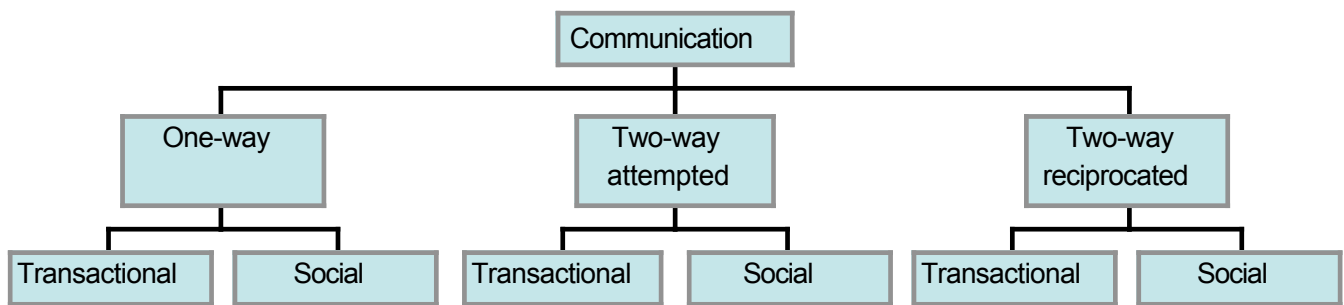 Communication
One-way
Two-way
attempted
Two-way
reciprocated
Transactional
Social
Transactional
Social
Transactional
Social